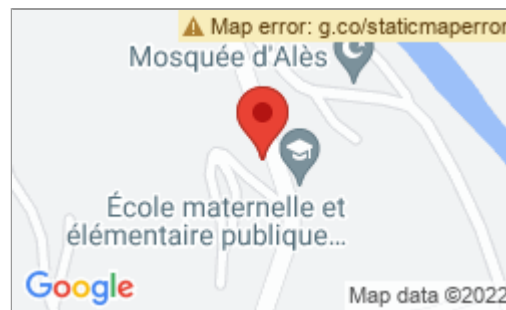 Map error: g.co/staticmaperror
Mosquée d'Alès
École maternelle et
élémentaire publique...
Google
Map data ©2022